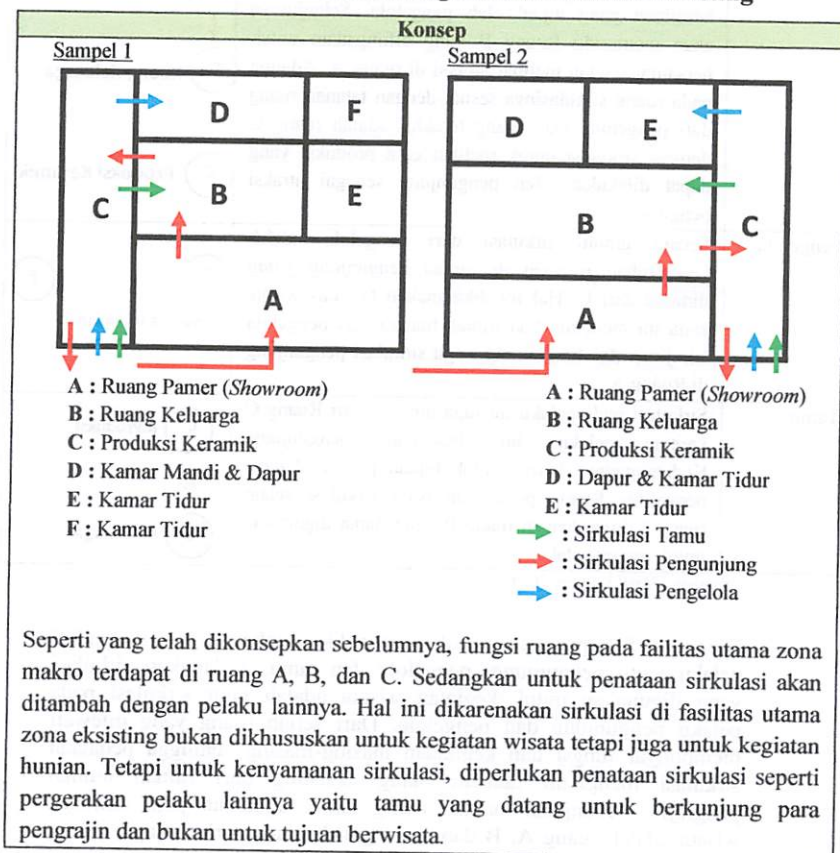 Konsep
Sampel 1
Sampel 2
D
F
B
E
C
A
D
E
B
C
A
A : Ruang Pamer (Showroom)
B : Ruang Keluarga
C : Produksi Keramik
D : Kamar Mandi & Dapur
E : Kamar Tidur
F : Kamar Tidur
A : Ruang Pamer (Showroom)
B : Ruang Keluarga
C : Produksi Keramik
D : Dapur & Kamar Tidur
E : Kamar Tidur
: Sirkulasi Tamu
: Sirkulasi Pengunjung
: Sirkulasi Pengelola
Seperti yang telah dikonsepkan sebelumnya, fungsi ruang pada failitas utama zona
makro terdapat di ruang A, B, dan C. Sedangkan untuk penataan sirkulasi akan
ditambah dengan pelaku lainnya. Hal ini dikarenakan sirkulasi di fasilitas utama
zona eksisting bukan dikhususkan untuk kegiatan wisata tetapi juga untuk kegiatan
hunian. Tetapi untuk kenyamanan sirkulasi, diperlukan penataan sirkulasi seperti
pergerakan pelaku lainnya yaitu tamu yang datang untuk berkunjung para
pengrajin dan bukan untuk tujuan berwisata.